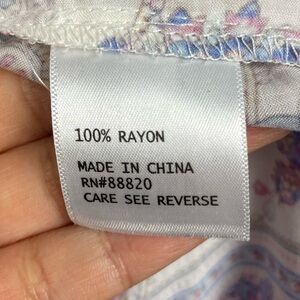 100% RAYON
MADE IN CHINA
RN#88820
CARE SEE REVERSE